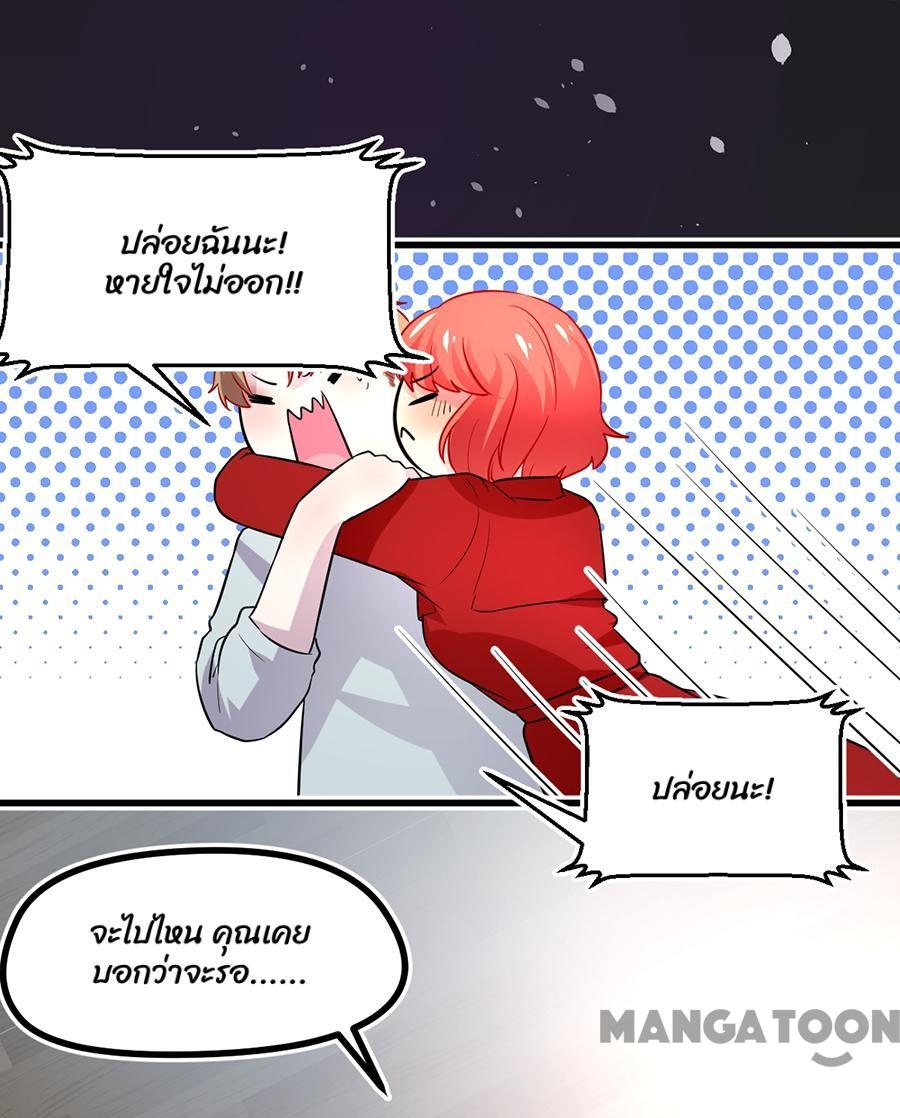 ปล่อยฉันนะ!
หายใจไม่ออก!!
ปล่อยนะ!
จะไปไหน คุณเคย
บอกว่าจะรอ......
MANGATOON